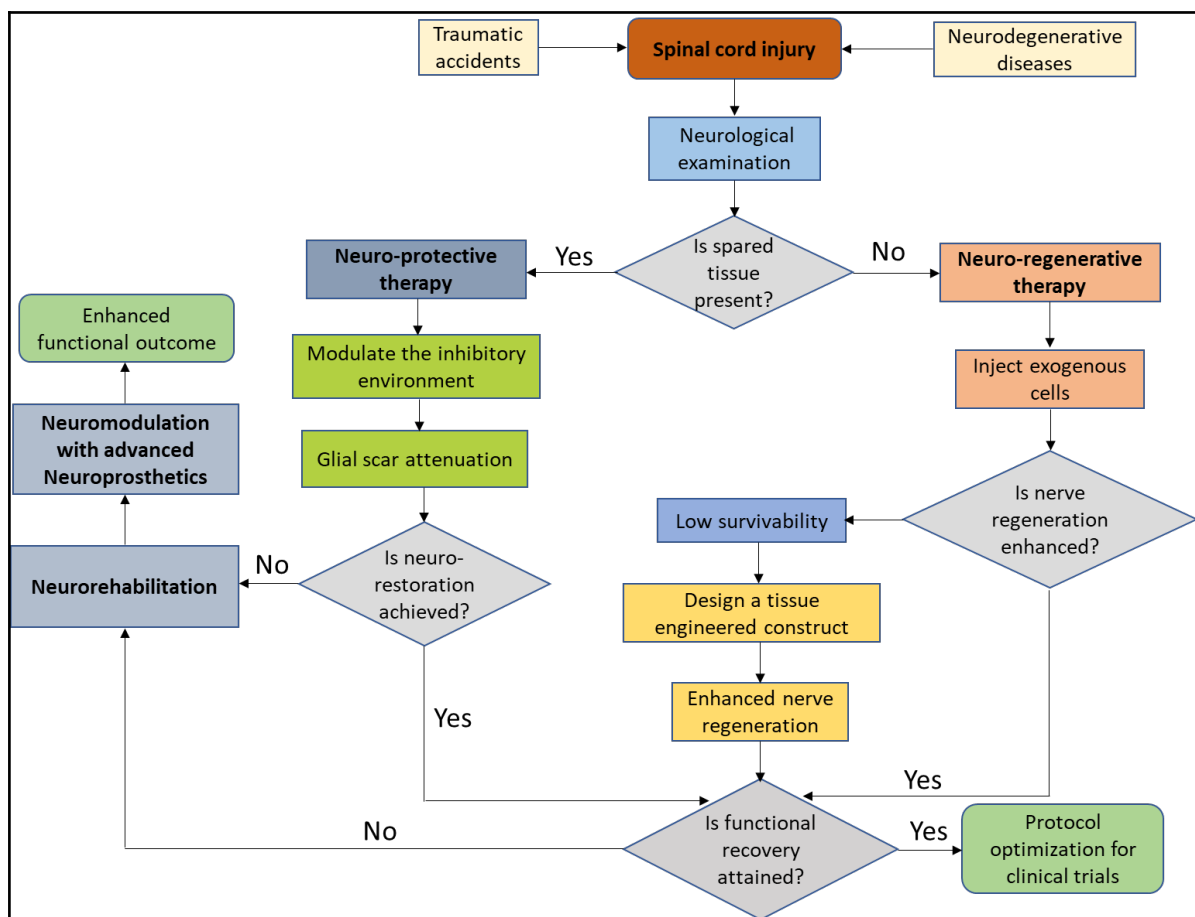 Traumatic
accidents
Spinal cord injury
Neurodegenerative
diseases
Neurological
examination
Is spared
tissue
present?
Yes
No
Neuro-protective
therapy
Neuro-regenerative
therapy
Enhanced
functional outcome
Modulate the inhibitory
environment
Inject exogenous
cells
Neuromodulation
with advanced
Neuroprosthetics
Glial scar attenuation
Is nerve
regeneration
enhanced?
Low survivability
Neurorehabilitation
No
Is neuro-
restoration
achieved?
Design a tissue
engineered construct
Enhanced nerve
regeneration
Yes
Yes
No
Is functional
recovery
attained?
Yes
Protocol
optimization for
clinical trials